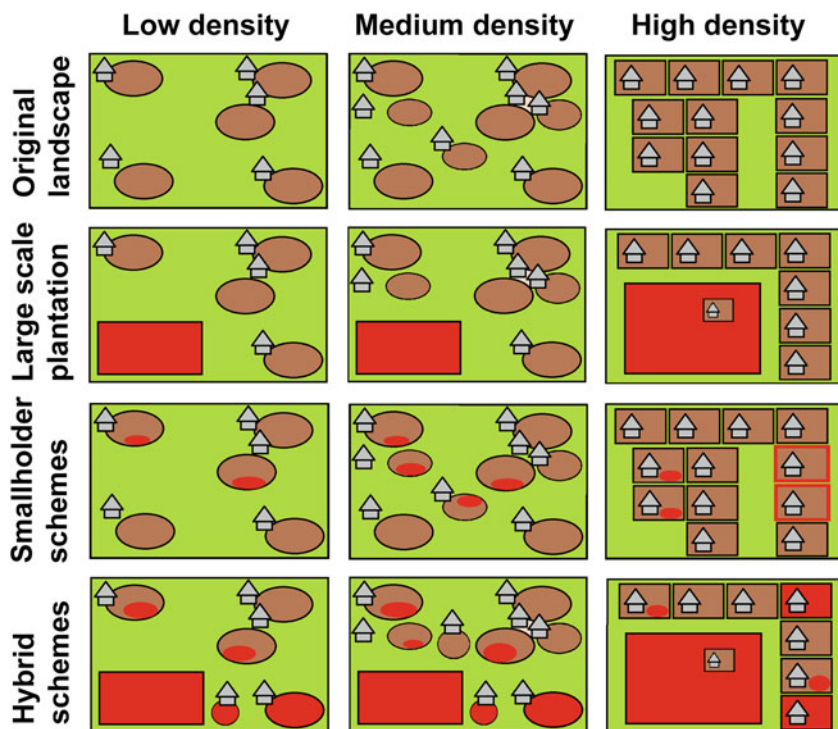 Low density
Medium density
High density
Original
landscape
Large scale
plantation
Smallholder
schemes
Hybrid
schemes